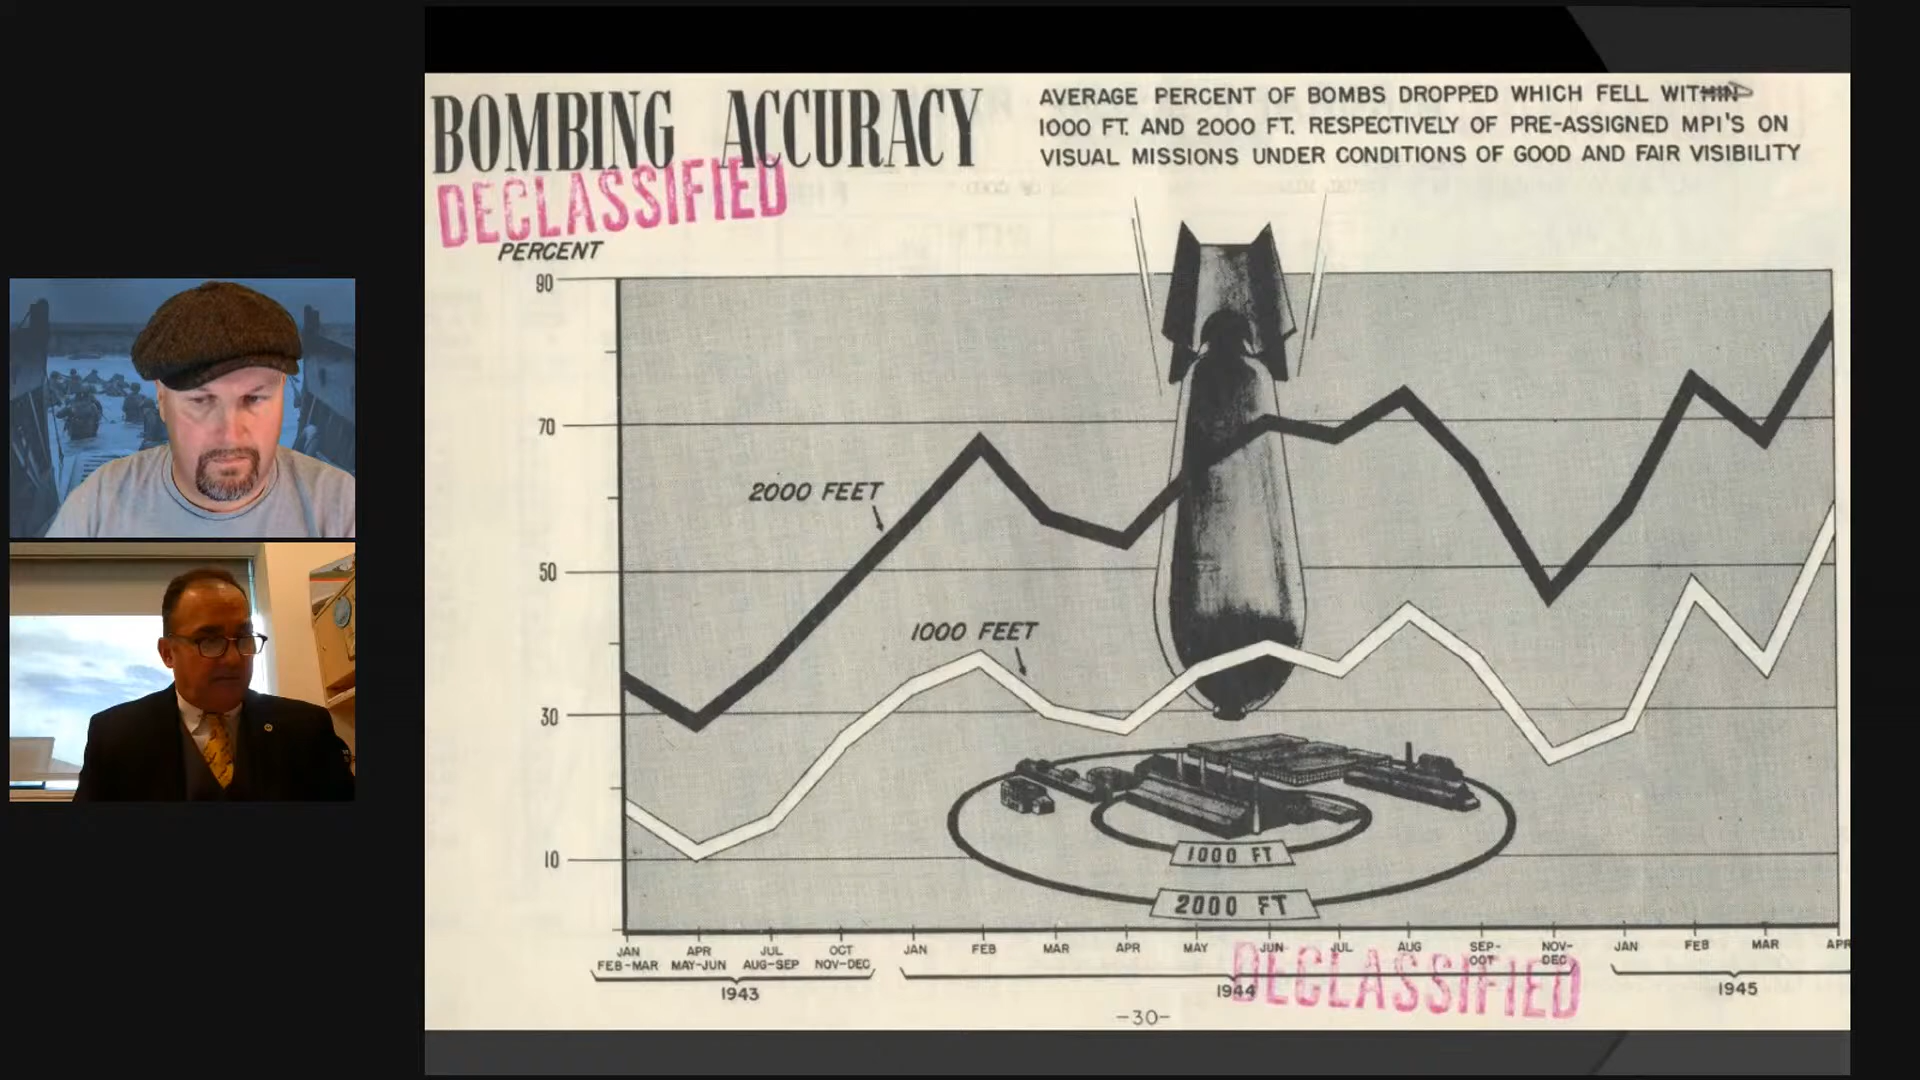 BOMBING ACCURACY
AVERAGE PERCENT OF BOMBS DROPPED WHICH FELL WITHIN
1000 FT. AND 2000 FT. RESPECTIVELY OF PRE-ASSIGNED MPI'S ON
VISUAL MISSIONS UNDER CONDITIONS OF GOOD AND FAIR VISIBILITY
DECLASSIFIED
PERCENT
90
70
50
30
10
2000 FEET
1000 FEET
1000 FT
2000 FT
JAN APR JUL OCT JAN FEB MAR APR MAY JUN JUL AUG SEP- NOV- JAN FEB MAR APR
FEB-MAR MAY-JUN AUG-SEP NOV-DEC OCT DEC
1943 1944 1945
DECLASSIFIED
-30-